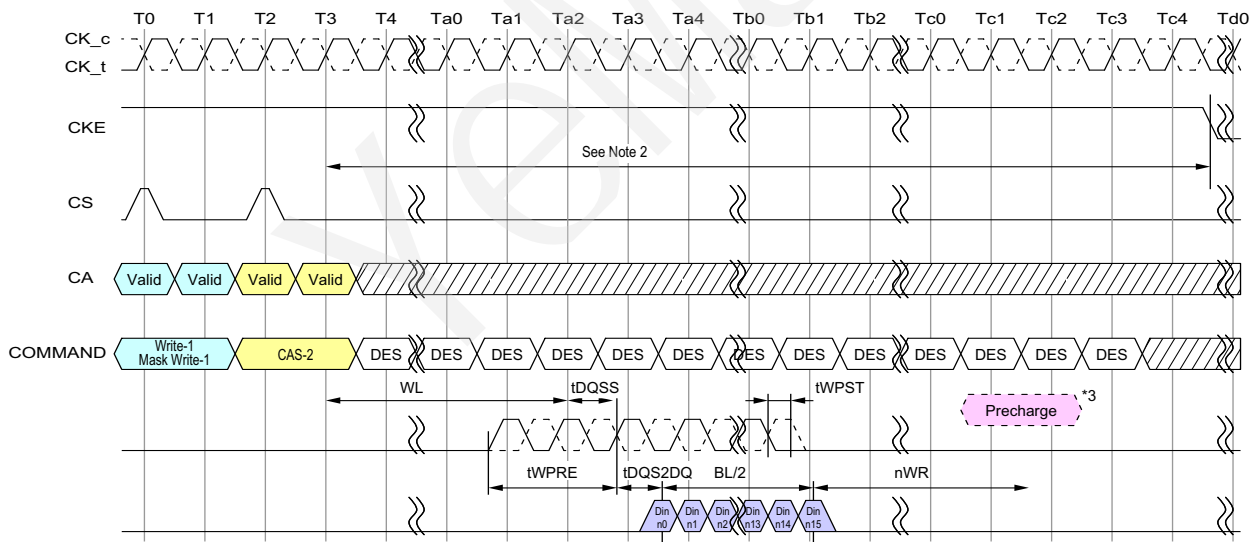 T0 T1 T2 T3 T4 Ta0 Ta1 Ta2 Ta3 Ta4 Tb0 Tb1 Tb2 Tc0 Tc1 Tc2 Tc3 Tc4 Td0
CK_c
CK_t
CKE
See Note 2
CS
CA Valid Valid Valid Valid
COMMAND Write-1 Mask Write-1 CAS-2 DES DES DES DES DES DES DES DES DES DES DES DES DES
WL tDQSS tWPST
Precharge *3
tWPRE tDQS2DQ BL/2 nWR
Din n0 Din n1 Din n2 Din n13 Din n14 Din n15
YeM